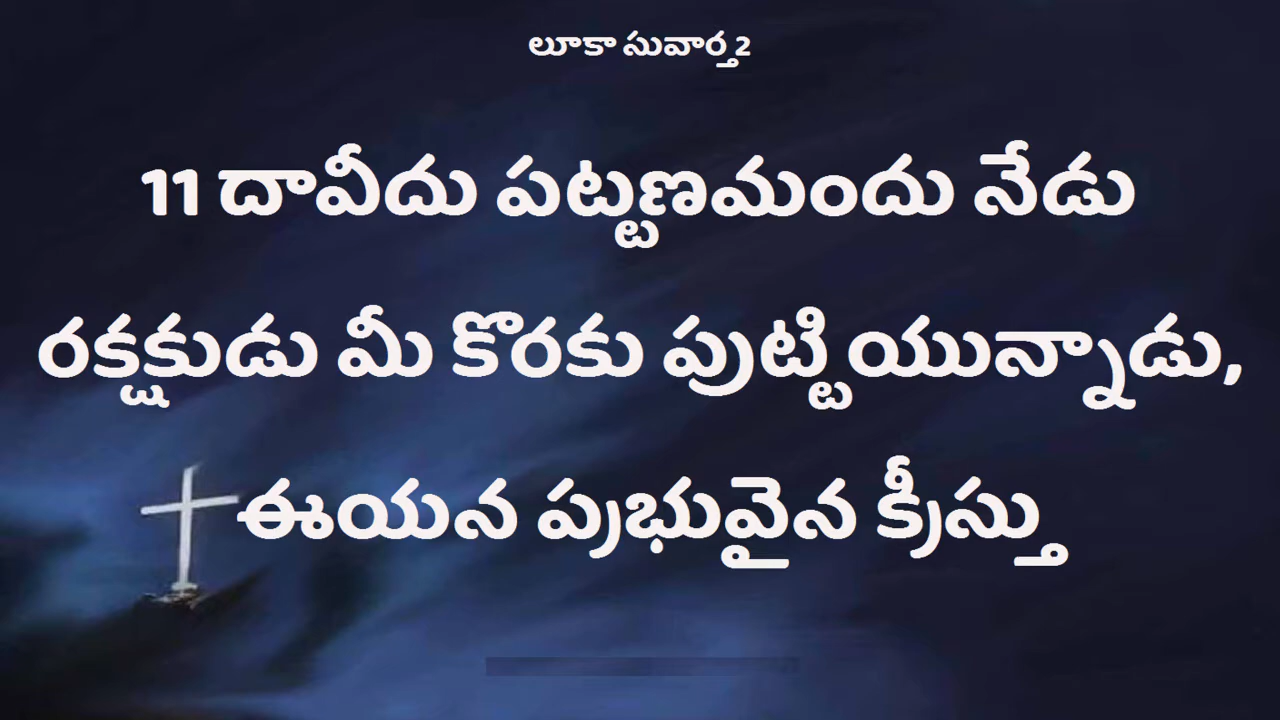 లూకా సువార్త 2
11 దావీదు పట్టణమందు నేడు
రక్షకుడు మీ కొరకు పుట్టియున్నాడు,
ఈయన ప్రభువైన క్రీస్తు